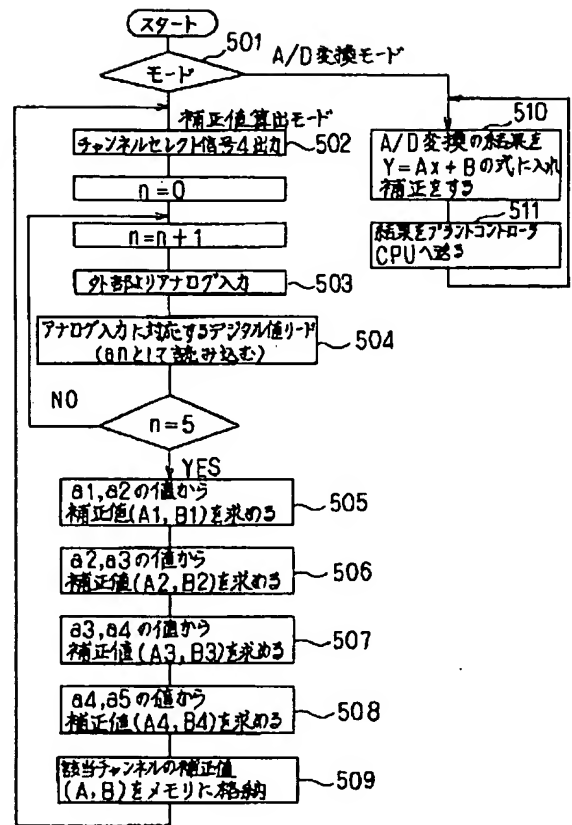 スタート
501
モード
A/D変換モード
補正値算出モード
チャンネルセレクト信号4出力
502
n=0
n=n+1
外部よりアナログ入力
503
アナログ入力に対応するデジタル値リード
(anとして読み込む)
504
NO
n=5
YES
a1,a2の値から
補正値(A1,B1)を求める
505
a2,a3の値から
補正値(A2,B2)を求める
506
a3,a4の値から
補正値(A3,B3)を求める
507
a4,a5の値から
補正値(A4,B4)を求める
508
該当チャンネルの補正値
(A,B)をメモリに格納
509
510
A/D変換の結果を
Y=Ax+Bの式に入れ
補正をする
511
結果をプラントコントローラ
CPUへ送る